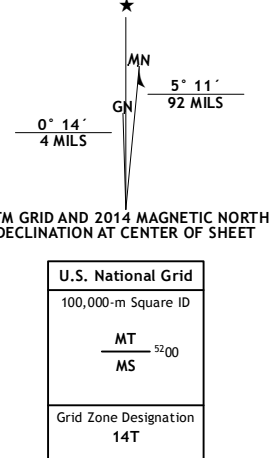 ★
MN
GN
5° 11´
92 MILS
0° 14´
4 MILS
TM GRID AND 2014 MAGNETIC NORTH
DECLINATION AT CENTER OF SHEET
U.S. National Grid
100,000-m Square ID
MT
5200
MS
Grid Zone Designation
14T